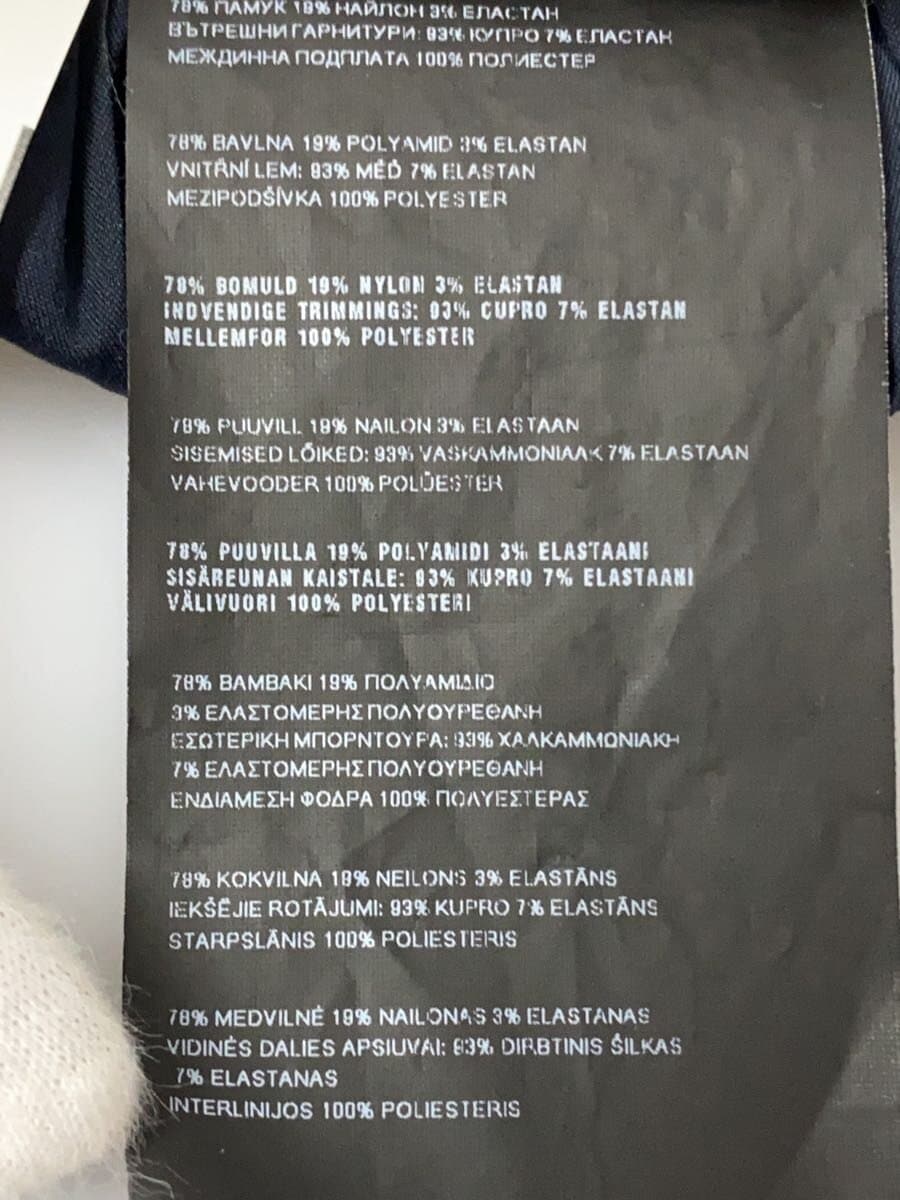 78% ПАМУК 19% НАЙЛОН 3% ЕЛАСТАН
ВЪТРЕШНИ ГАРНИТУРИ: 93% КУПРО 7% ЕЛАСТАН
МЕЖДИННА ПОДПЛАТА 100% ПОЛИЕСТЕР
78% BAVLNA 19% POLYAMID 3% ELASTAN
VNITŘNÍ LEM: 93% MĚĎ 7% ELASTAN
MEZIPODŠÍVKA 100% POLYESTER
78% BOMULD 19% NYLON 3% ELASTAN
INDVENDIGE TRIMMINGS: 93% CUPRO 7% ELASTAN
MELLEMFOR 100% POLYESTER
78% PUUVILL 19% NAILON 3% ELASTAAN
SISEMISED LÕIKED: 93% VASKAMMONIAAK 7% ELASTAAN
VAHEVOODER 100% POLÜESTER
78% PUUVILLA 19% POLYAMIDI 3% ELASTAANI
SISÄREUNAN KAISTALE: 93% KUPRO 7% ELASTAANI
VÄLIVUORI 100% POLYESTERI
78% ΒΑΜΒΑΚΙ 19% ΠΟΛΥΑΜΙΔΙΟ
3% ΕΛΑΣΤΟΜΕΡΗΣ ΠΟΛΥΟΥΡΕΘΑΝΗ
ΕΣΩΤΕΡΙΚΗ ΜΠΟΡΝΤΟΥΡΑ: 93% ΧΑΛΚΑΜΜΩΝΙΑΚΗ
7% ΕΛΑΣΤΟΜΕΡΗΣ ΠΟΛΥΟΥΡΕΘΑΝΗ
ΕΝΔΙΑΜΕΣΗ ΦΟΔΡΑ 100% ΠΟΛΥΕΣΤΕΡΑΣ
78% KOKVILNA 19% NEILONS 3% ELASTĀNS
IEKŠĒJIE ROTĀJUMI: 93% KUPRO 7% ELASTĀNS
STARPSLĀNIS 100% POLIESTERIS
78% MEDVILNĖ 19% NAILONAS 3% ELASTANAS
VIDINĖS DALIES APSIUVAI: 93% DIRBTINIS ŠILKAS
7% ELASTANAS
INTERLINIJOS 100% POLIESTERIS